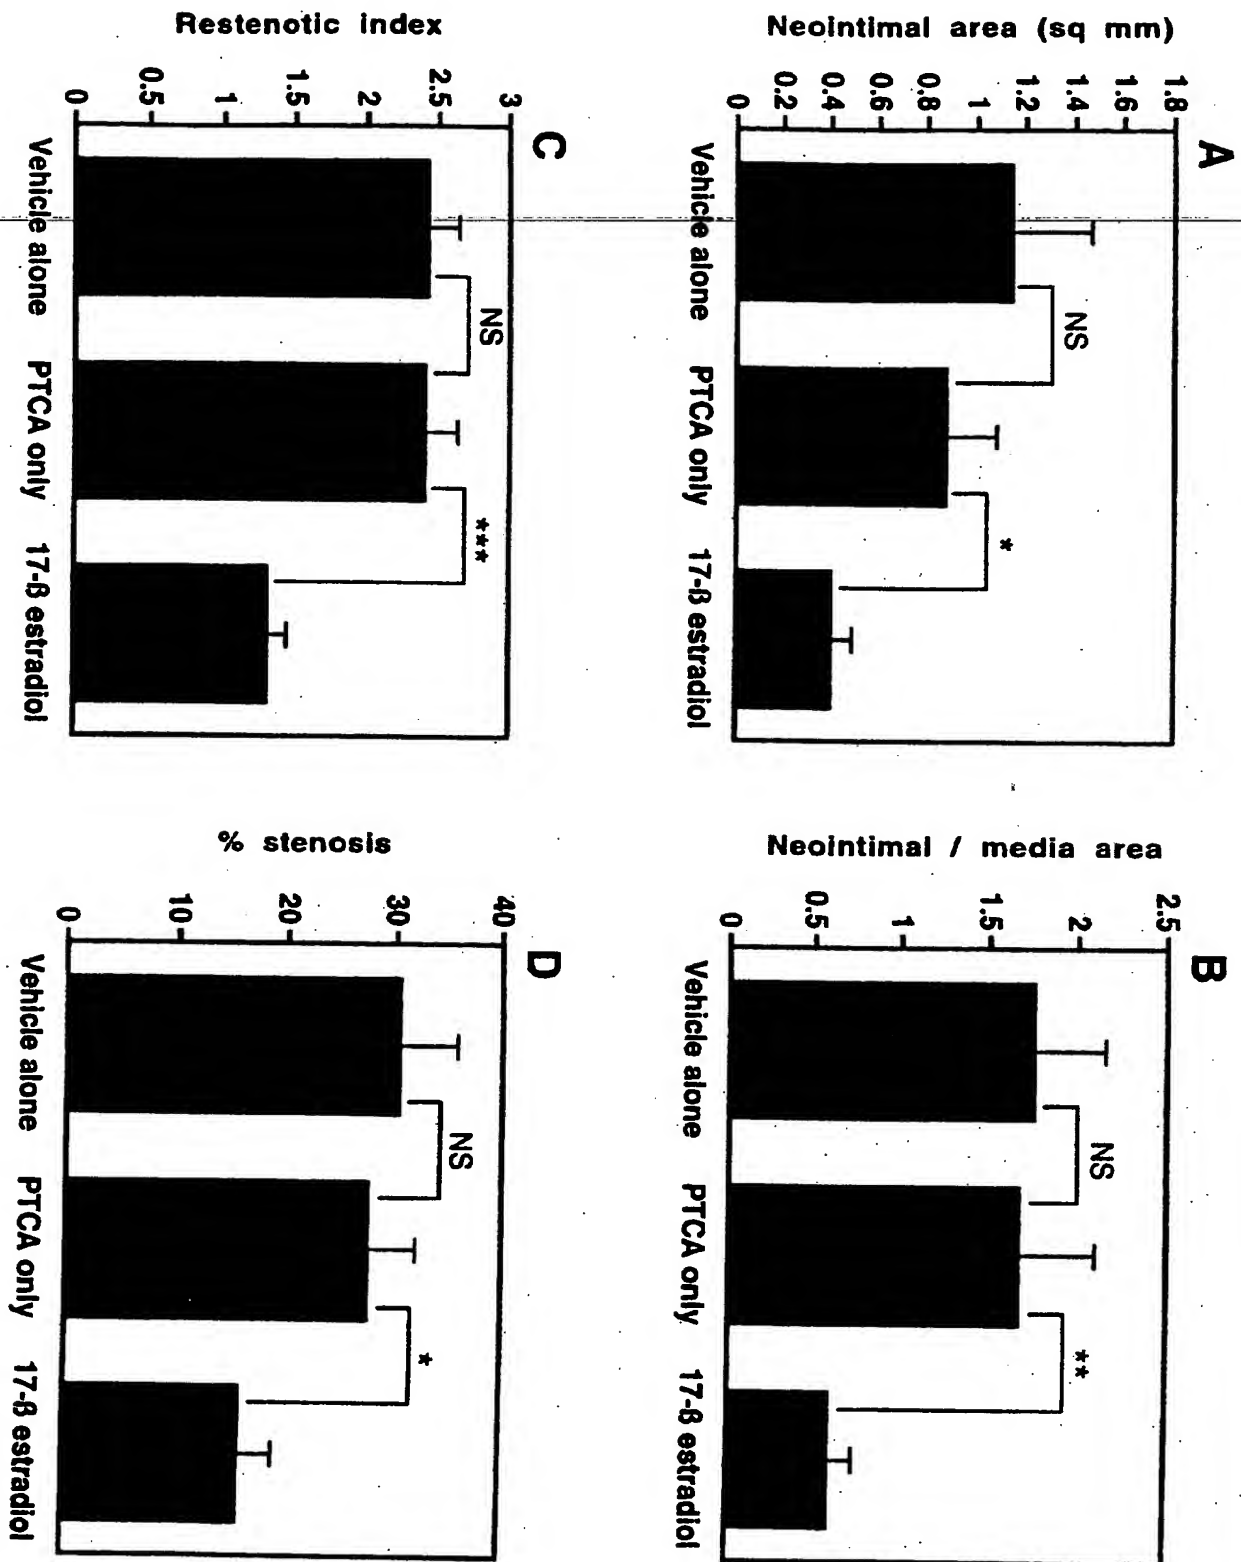 A
Neointimal area (sq mm)
1.8
1.6
1.4
1.2
1
0.8
0.6
0.4
0.2
0
NS
*
Vehicle alone PTCA only 17-β estradiol
B
Neointimal / media area
2.5
2
1.5
1
0.5
0
NS
**
Vehicle alone PTCA only 17-β estradiol
C
Restenotic index
3
2.5
2
1.5
1
0.5
0
NS
***
Vehicle alone PTCA only 17-β estradiol
D
% stenosis
40
30
20
10
0
NS
*
Vehicle alone PTCA only 17-β estradiol